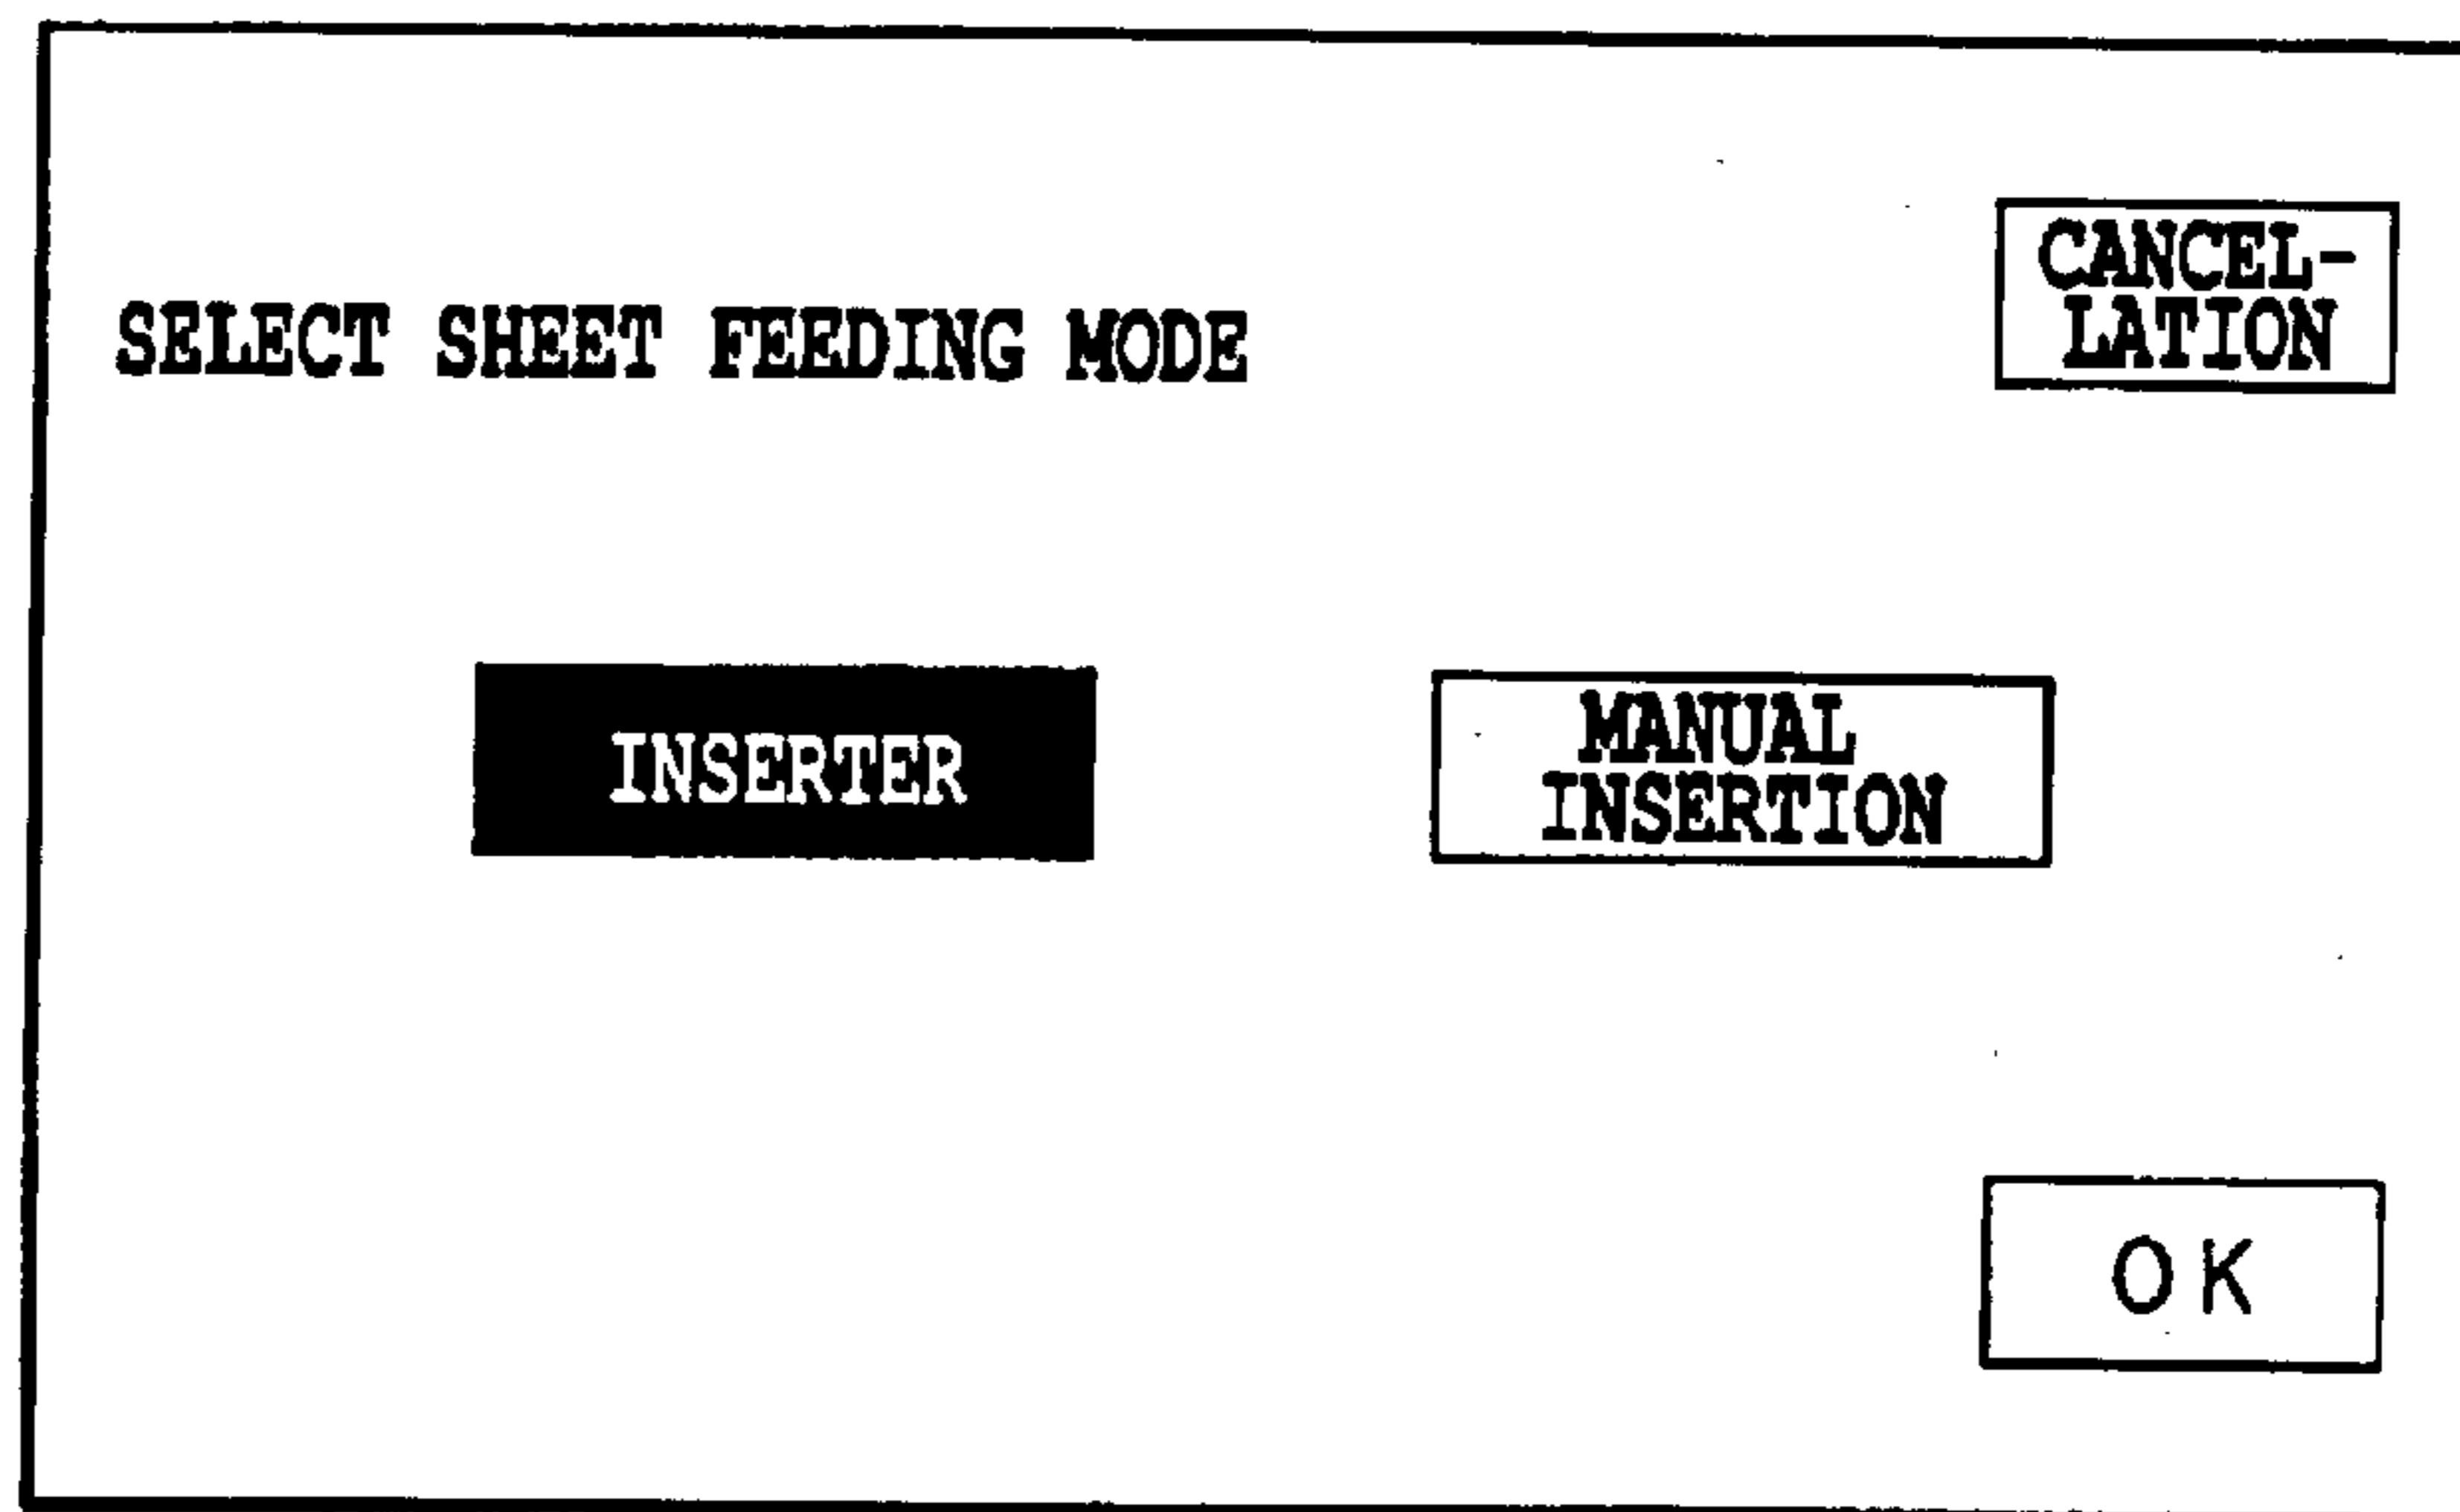 CANCEL-
LATION
SELECT SHEET FEEDING MODE
INSERTER
MANUAL
INSERTION
OK